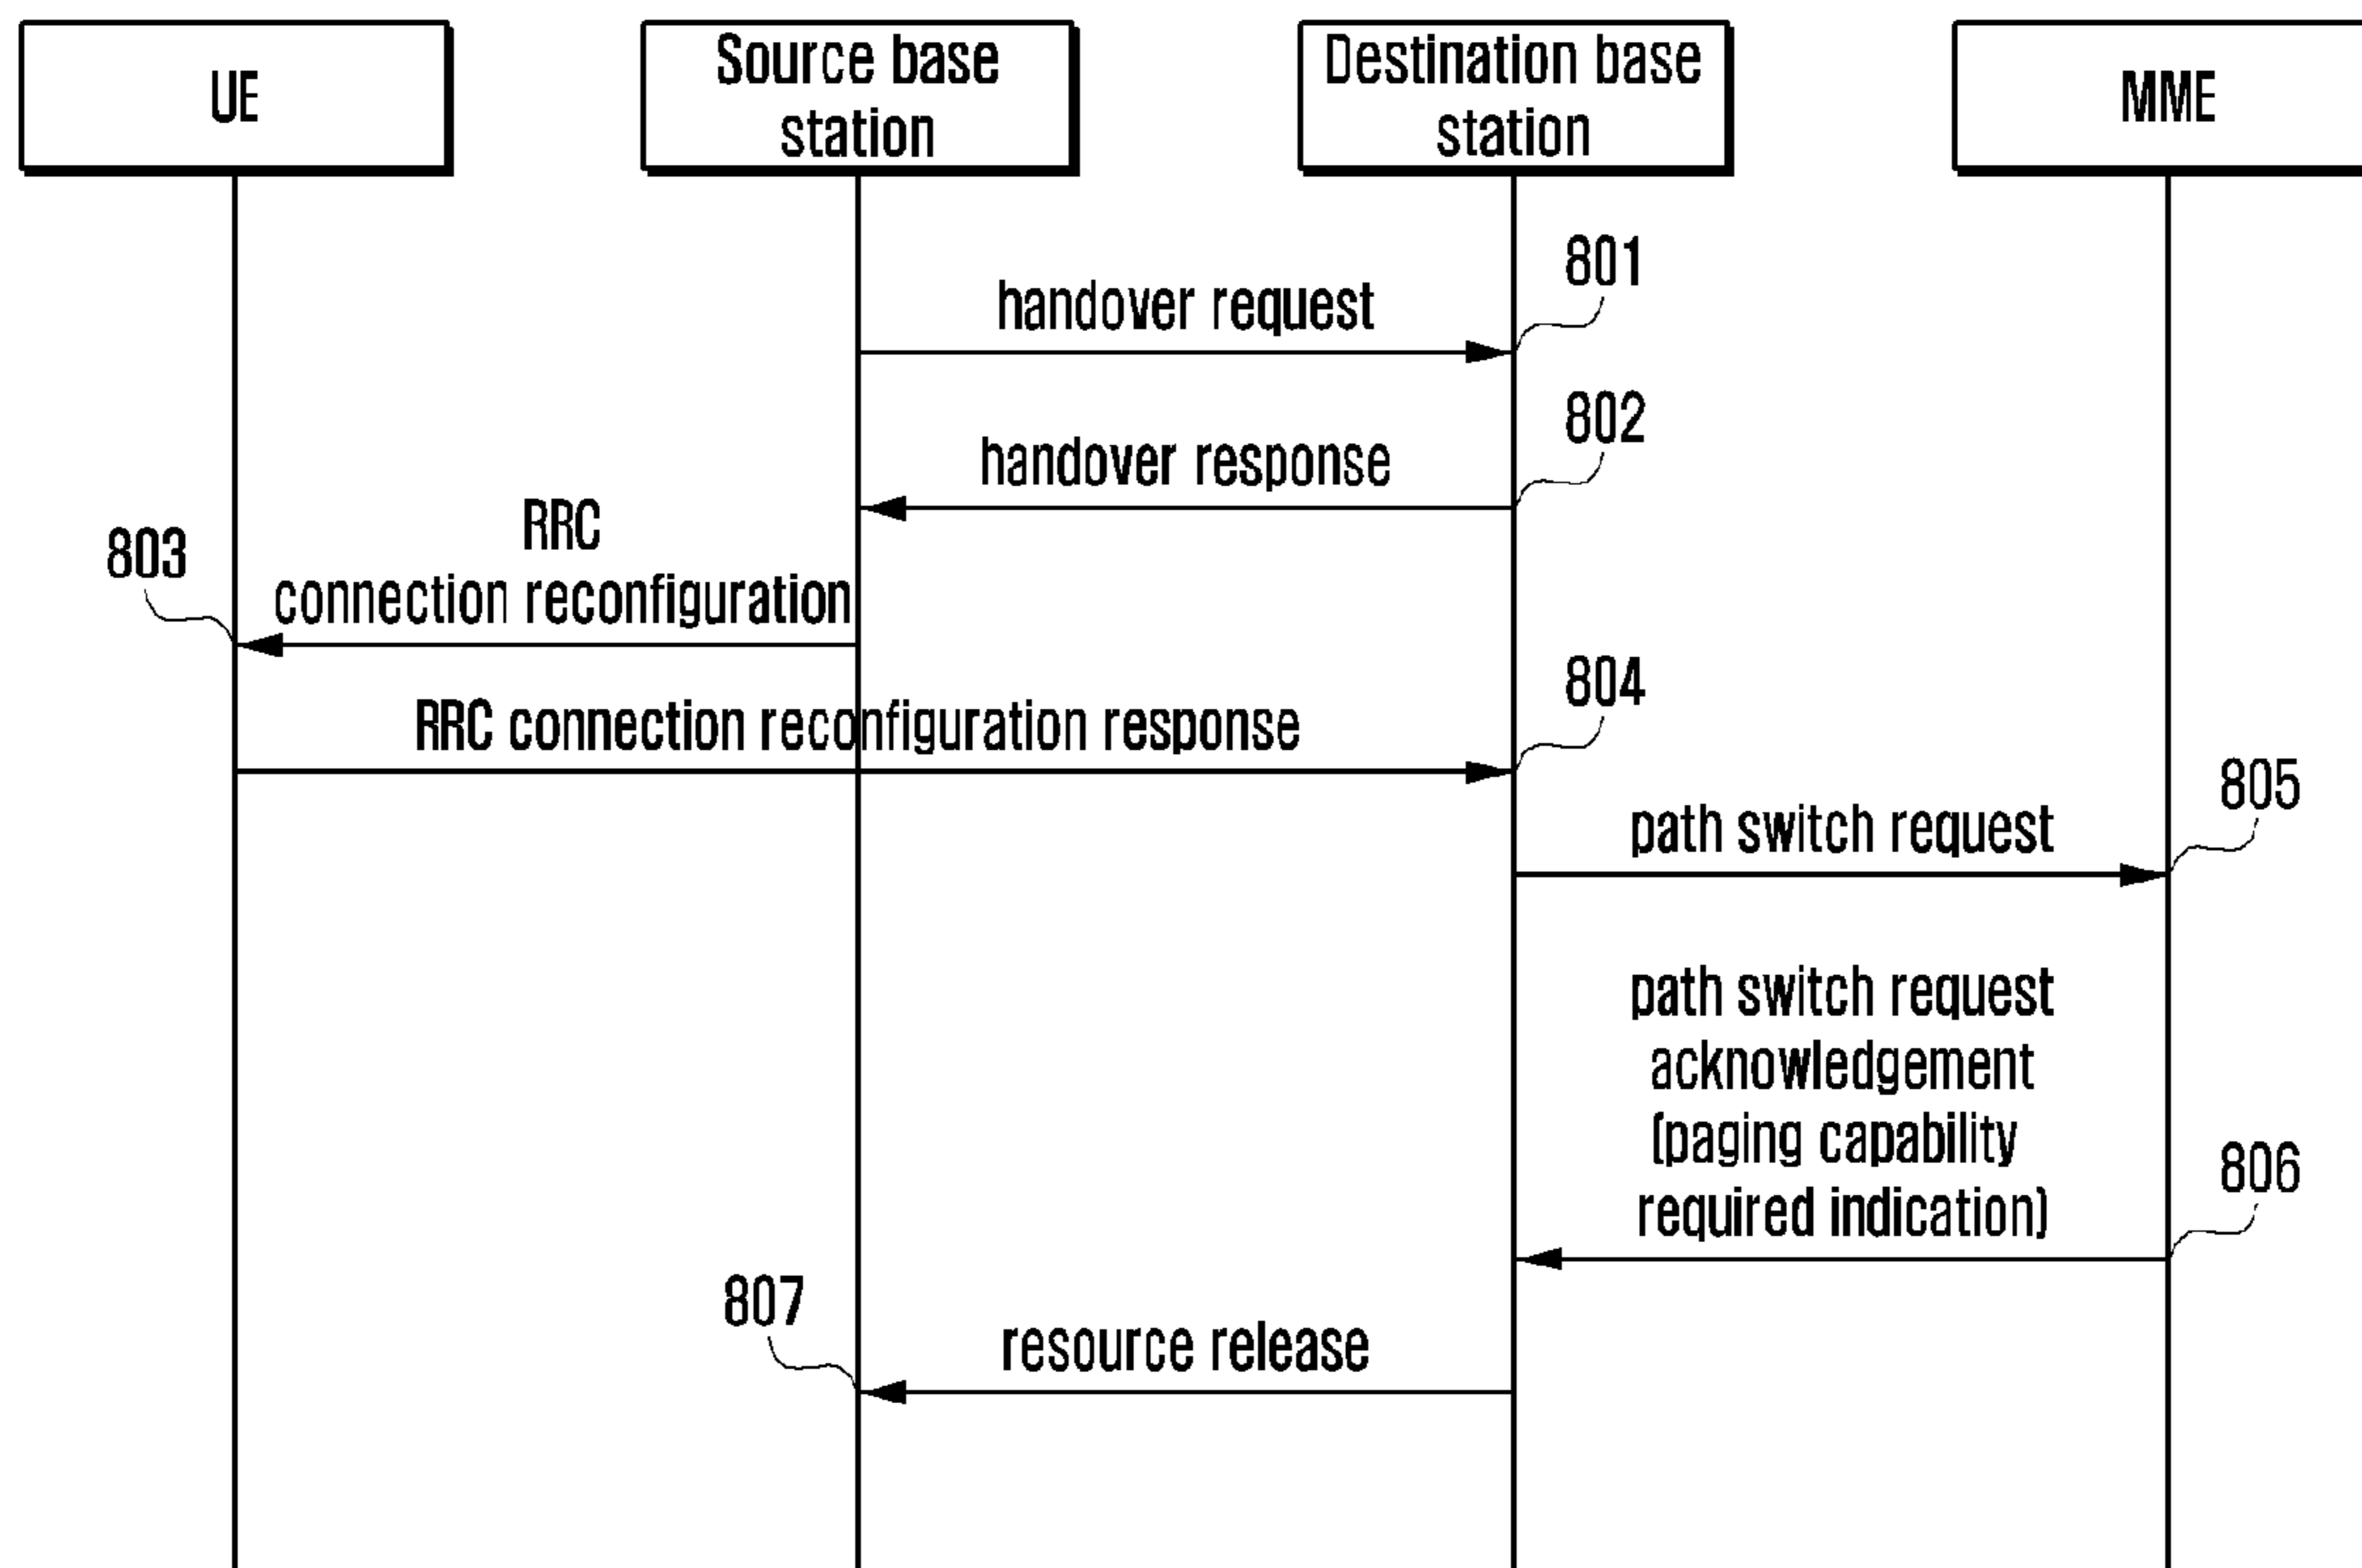 UE
Source base
station
Destination base
station
MME
801
handover request
802
handover response
RRC
803
connection reconfiguration
804
RRC connection reconfiguration response
805
path switch request
path switch request
acknowledgement
(paging capability
required indication)
806
807
resource release